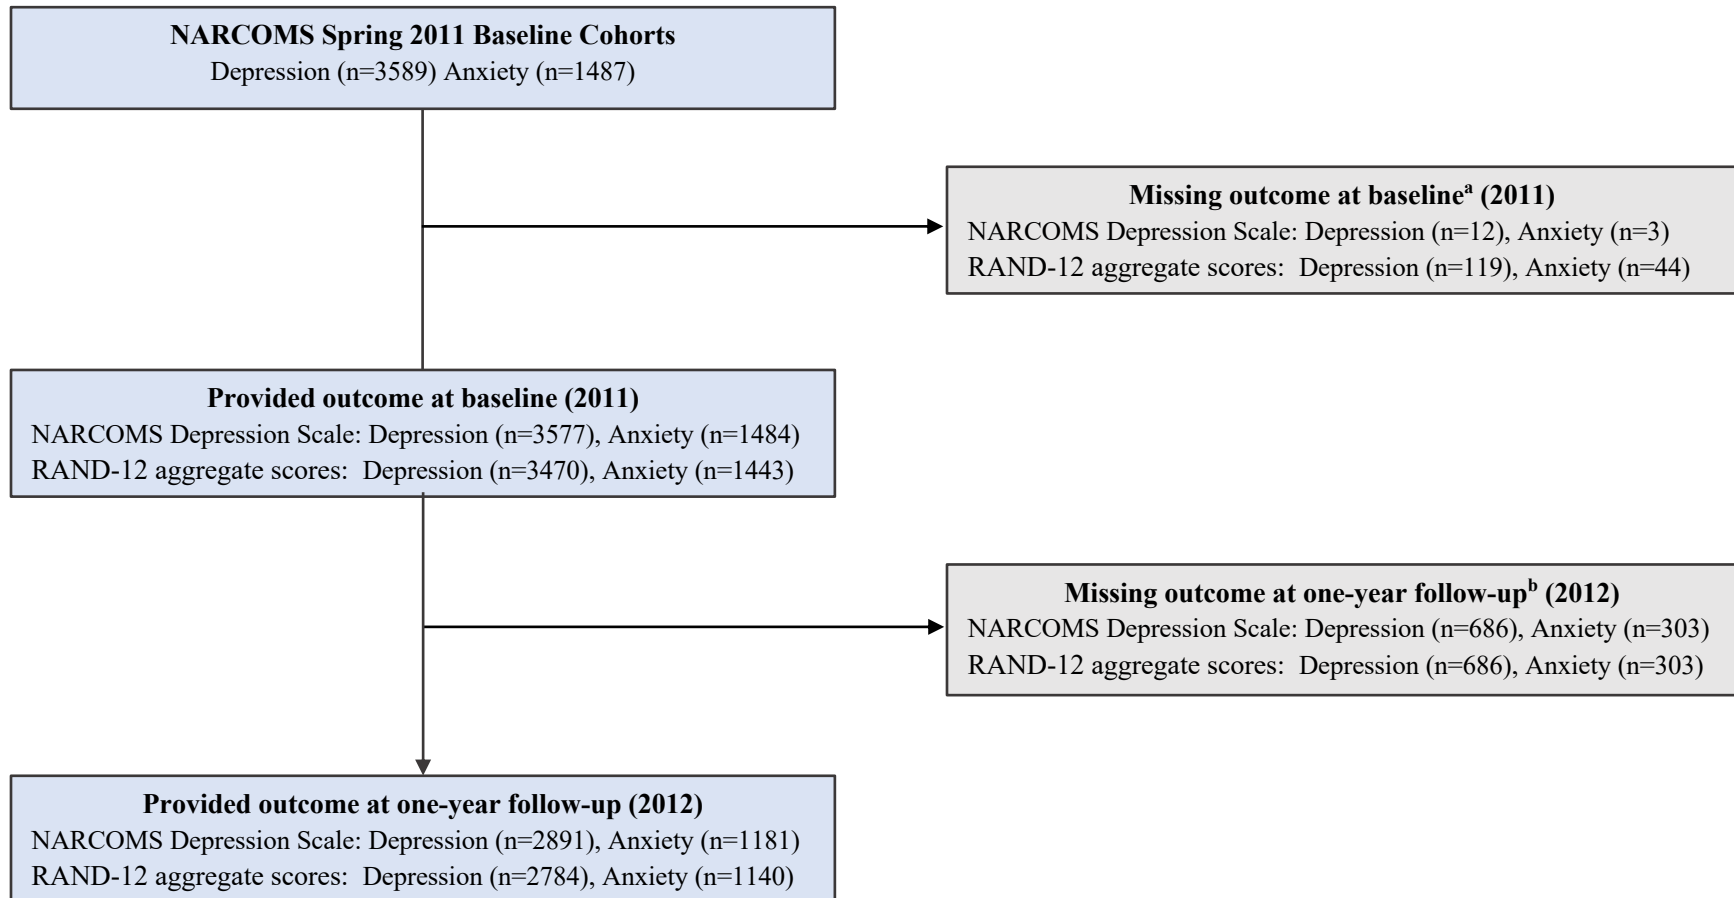 NARCOMS Spring 2011 Baseline Cohorts
Depression (n=3589) Anxiety (n=1487)
Missing outcome at baselineᵃ (2011)
NARCOMS Depression Scale: Depression (n=12), Anxiety (n=3)
RAND-12 aggregate scores:  Depression (n=119), Anxiety (n=44)
Provided outcome at baseline (2011)
NARCOMS Depression Scale: Depression (n=3577), Anxiety (n=1484)
RAND-12 aggregate scores:  Depression (n=3470), Anxiety (n=1443)
Missing outcome at one-year follow-upᵇ (2012)
NARCOMS Depression Scale: Depression (n=686), Anxiety (n=303)
RAND-12 aggregate scores:  Depression (n=686), Anxiety (n=303)
Provided outcome at one-year follow-up (2012)
NARCOMS Depression Scale: Depression (n=2891), Anxiety (n=1181)
RAND-12 aggregate scores:  Depression (n=2784), Anxiety (n=1140)